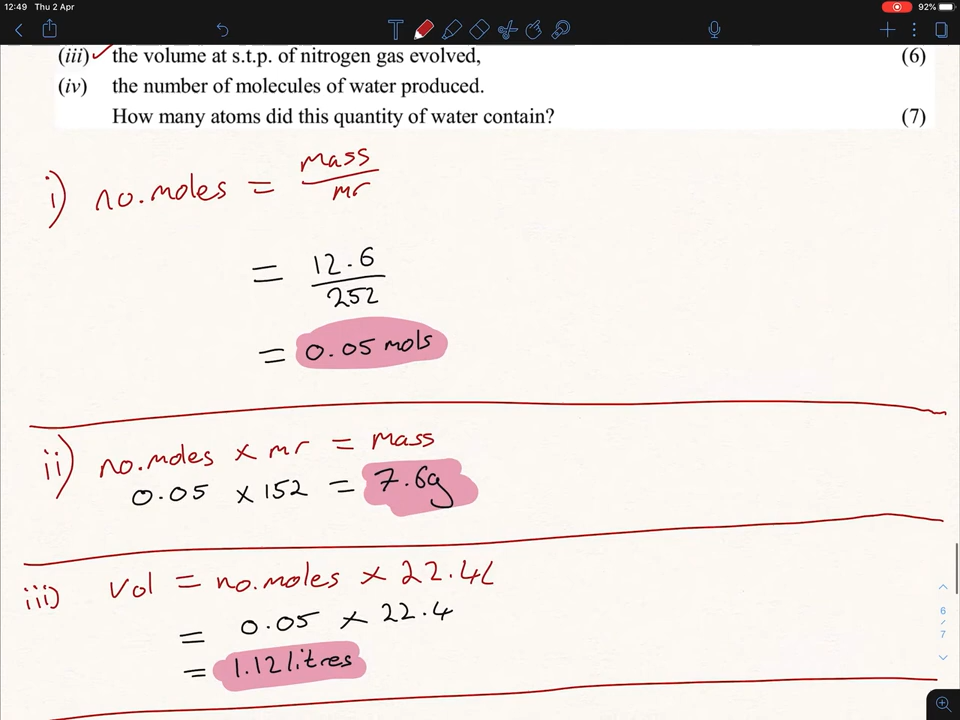 12:49 Thu 2 Apr
92%
(iii) the volume at s.t.p. of nitrogen gas evolved, (6)
(iv) the number of molecules of water produced.
How many atoms did this quantity of water contain? (7)
i) no.moles = mass/mr
= 12.6/252
= 0.05 mols
ii) no.moles x mr = mass
0.05 x 152 = 7.6g
iii) Vol = no.moles x 22.4L
= 0.05 x 22.4
= 1.12 litres
6
/
7